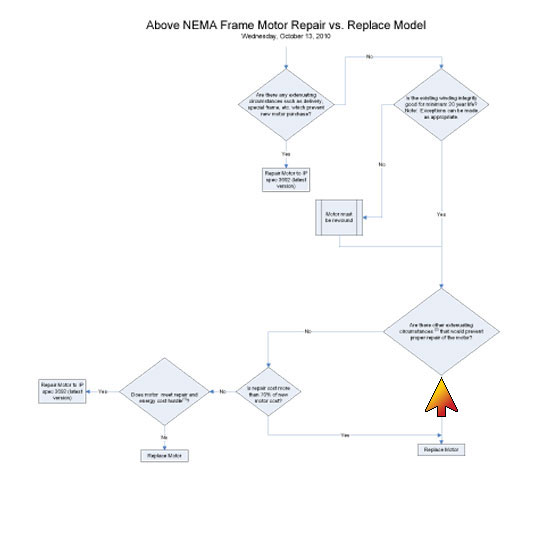 Above NEMA Frame Motor Repair vs. Replace Model
Wednesday, October 13, 2010
No
Are there any extenuating
circumstances such as delivery,
special frame, etc. which prevent
new motor purchase?
Is the existing winding integrity
good for minimum 20 year life?
Note: Exceptions can be made
as appropriate.
Yes
No
Repair Motor to IP
spec 3692 (latest
version)
Motor must
be rewound
Yes
Are there other extenuating
circumstances that would prevent
proper repair of the motor?
No
Repair Motor to IP
spec 3692 (latest
version)
Yes
Does motor meet repair and
energy cost hurdle
No
Is repair cost more
than 70% of new
motor cost?
No
Yes
Replace Motor
Replace Motor